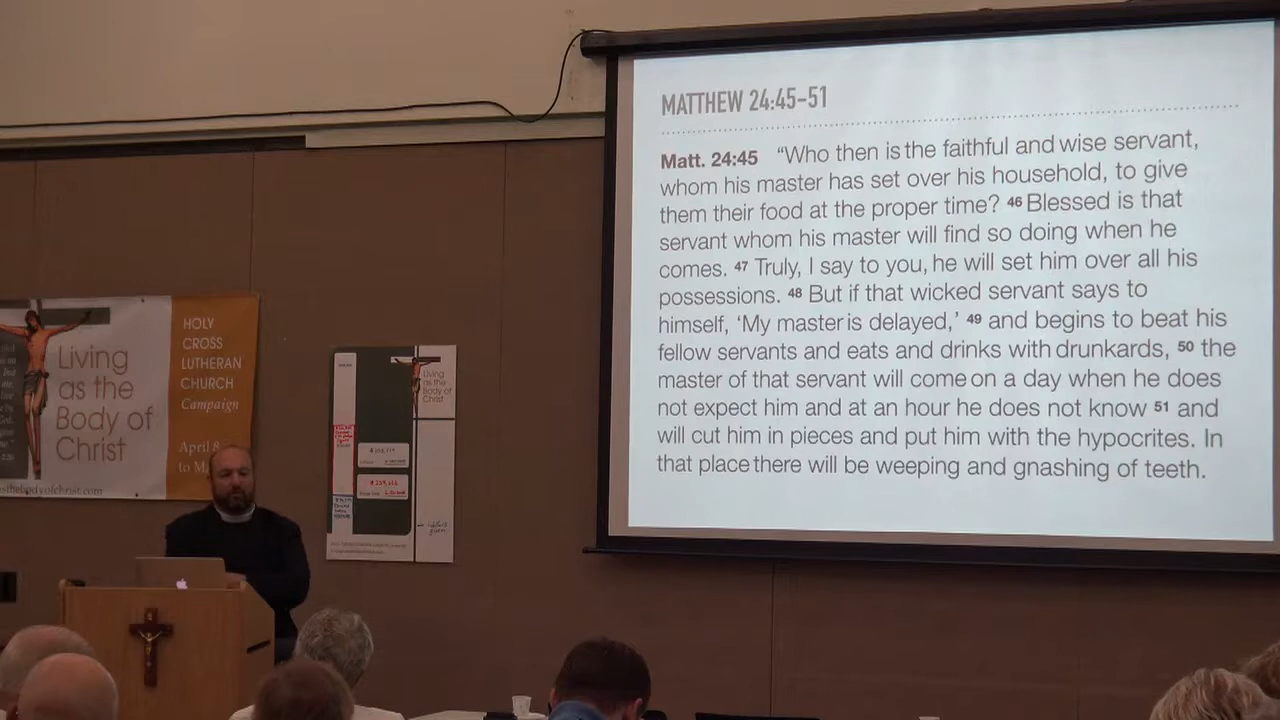 MATTHEW 24:45–51
Matt. 24:45 “Who then is the faithful and wise servant,
whom his master has set over his household, to give
them their food at the proper time? 46 Blessed is that
servant whom his master will find so doing when he
comes. 47 Truly, I say to you, he will set him over all his
possessions. 48 But if that wicked servant says to
himself, ‘My master is delayed,’ 49 and begins to beat his
fellow servants and eats and drinks with drunkards, 50 the
master of that servant will come on a day when he does
not expect him and at an hour he does not know 51 and
will cut him in pieces and put him with the hypocrites. In
that place there will be weeping and gnashing of teeth.
Living
as the
Body of
Christ
HOLY
CROSS
LUTHERAN
CHURCH
Campaign
April 8
to
Living
as the
Body of
Christ